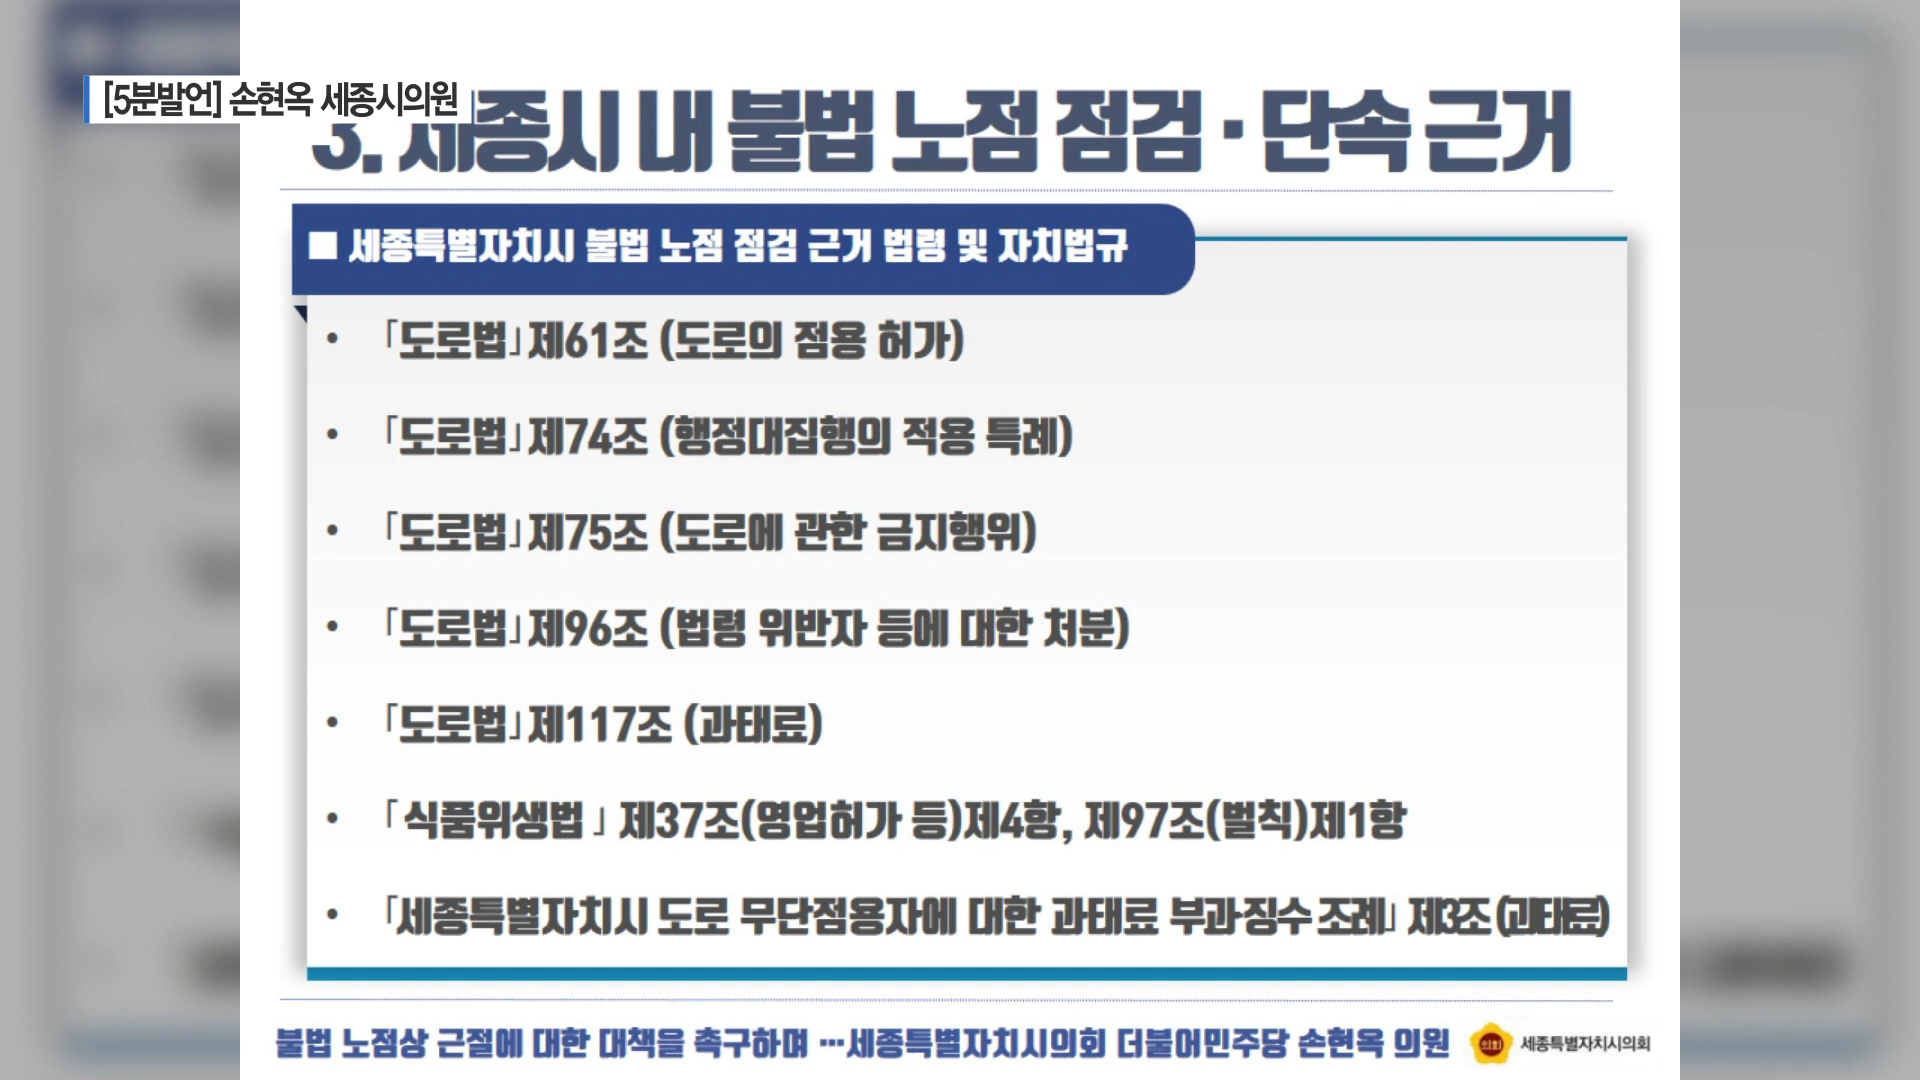 [5분발언] 손현옥 세종시의원
3. 세종시 내 불법 노점 점검·단속 근거
■ 세종특별자치시 불법 노점 점검 근거 법령 및 자치법규
• 「도로법」제61조 (도로의 점용 허가)
• 「도로법」제74조 (행정대집행의 적용 특례)
• 「도로법」제75조 (도로에 관한 금지행위)
• 「도로법」제96조 (법령 위반자 등에 대한 처분)
• 「도로법」제117조 (과태료)
• 「식품위생법」 제37조(영업허가 등)제4항, 제97조(벌칙)제1항
• 「세종특별자치시 도로 무단점용자에 대한 과태료 부과·징수 조례」 제3조 (과태료)
불법 노점상 근절에 대한 대책을 촉구하며 …세종특별자치시의회 더불어민주당 손현옥 의원
의회 세종특별자치시의회